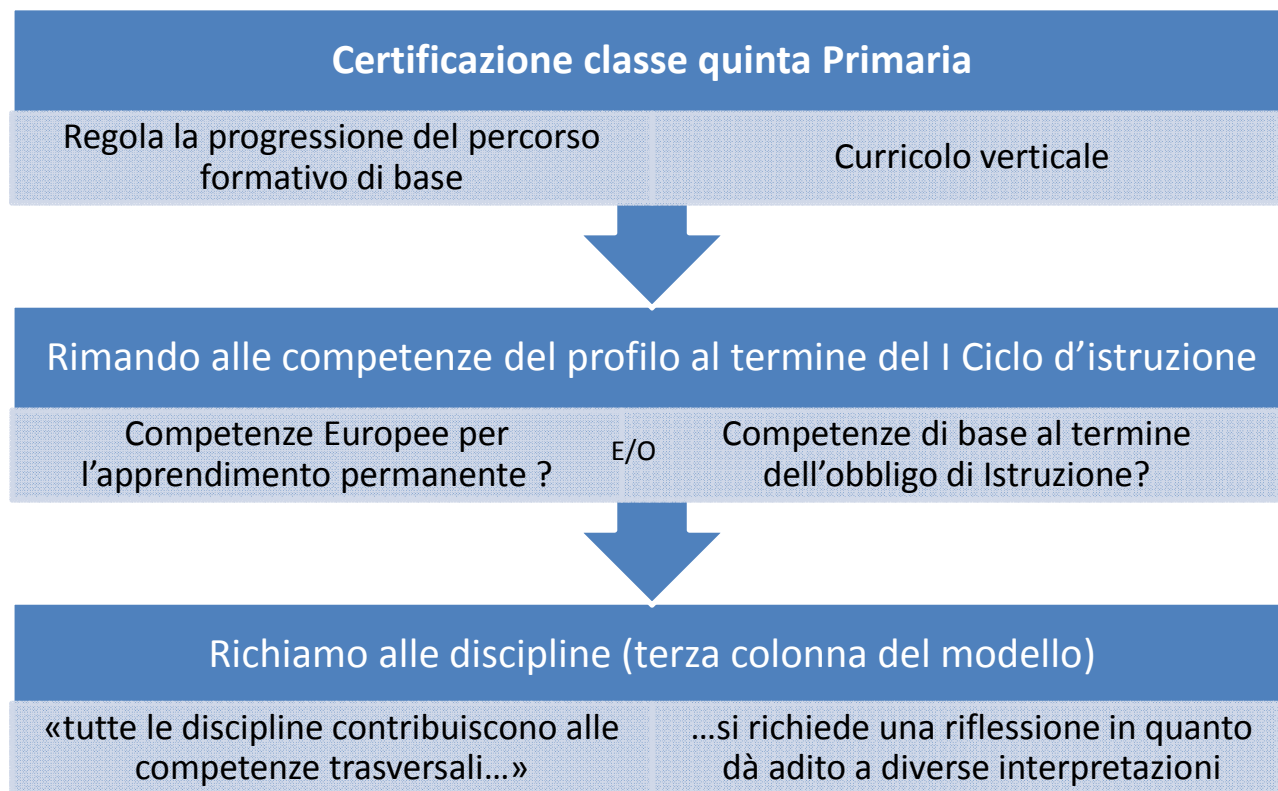 Certificazione classe quinta Primaria
Regola la progressione del percorso
formativo di base
Curricolo verticale
Rimando alle competenze del profilo al termine del I Ciclo d’istruzione
Competenze Europee per
l’apprendimento permanente ?
E/O
Competenze di base al termine
dell’obbligo di Istruzione?
Richiamo alle discipline (terza colonna del modello)
«tutte le discipline contribuiscono alle
competenze trasversali…»
…si richiede una riflessione in quanto
dà adito a diverse interpretazioni